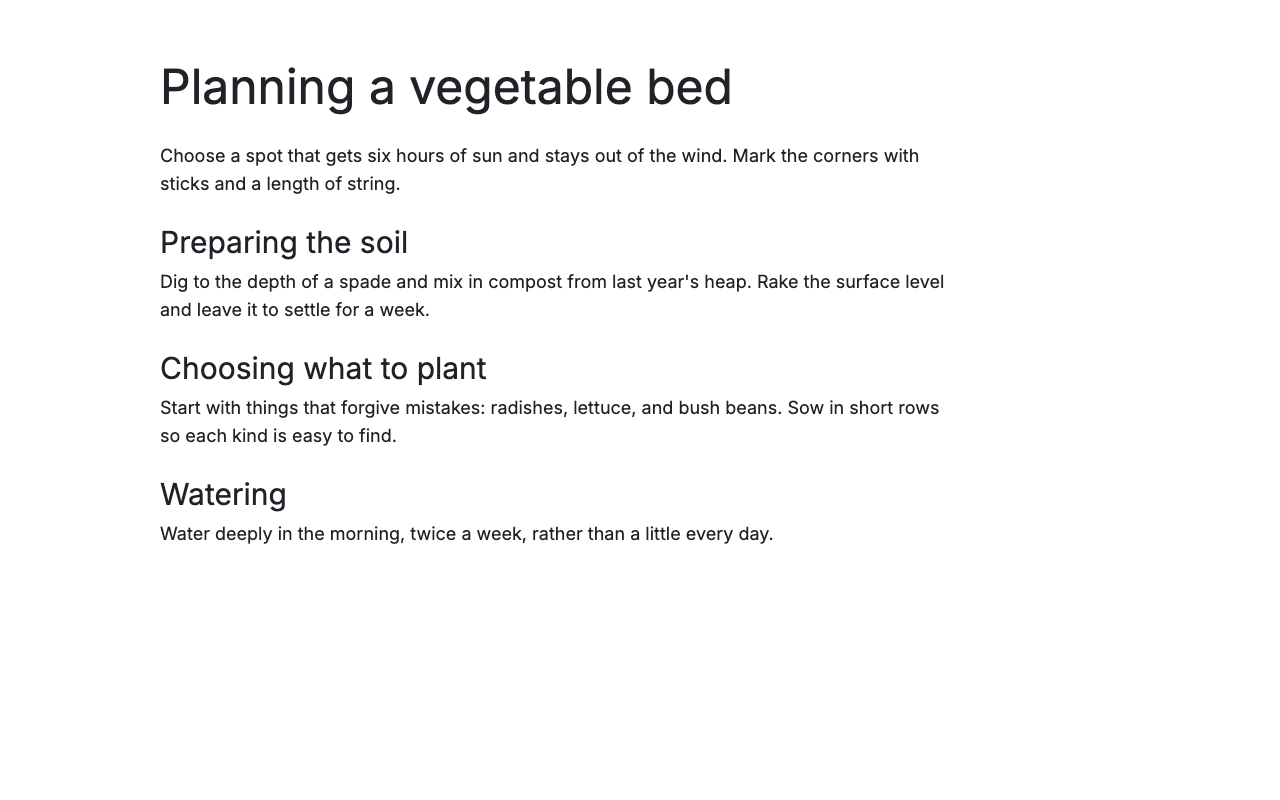 Planning a vegetable bed
Choose a spot that gets six hours of sun and stays out of the wind. Mark the corners with
sticks and a length of string.
Preparing the soil
Dig to the depth of a spade and mix in compost from last year's heap. Rake the surface level
and leave it to settle for a week.
Choosing what to plant
Start with things that forgive mistakes: radishes, lettuce, and bush beans. Sow in short rows
so each kind is easy to find.
Watering
Water deeply in the morning, twice a week, rather than a little every day.